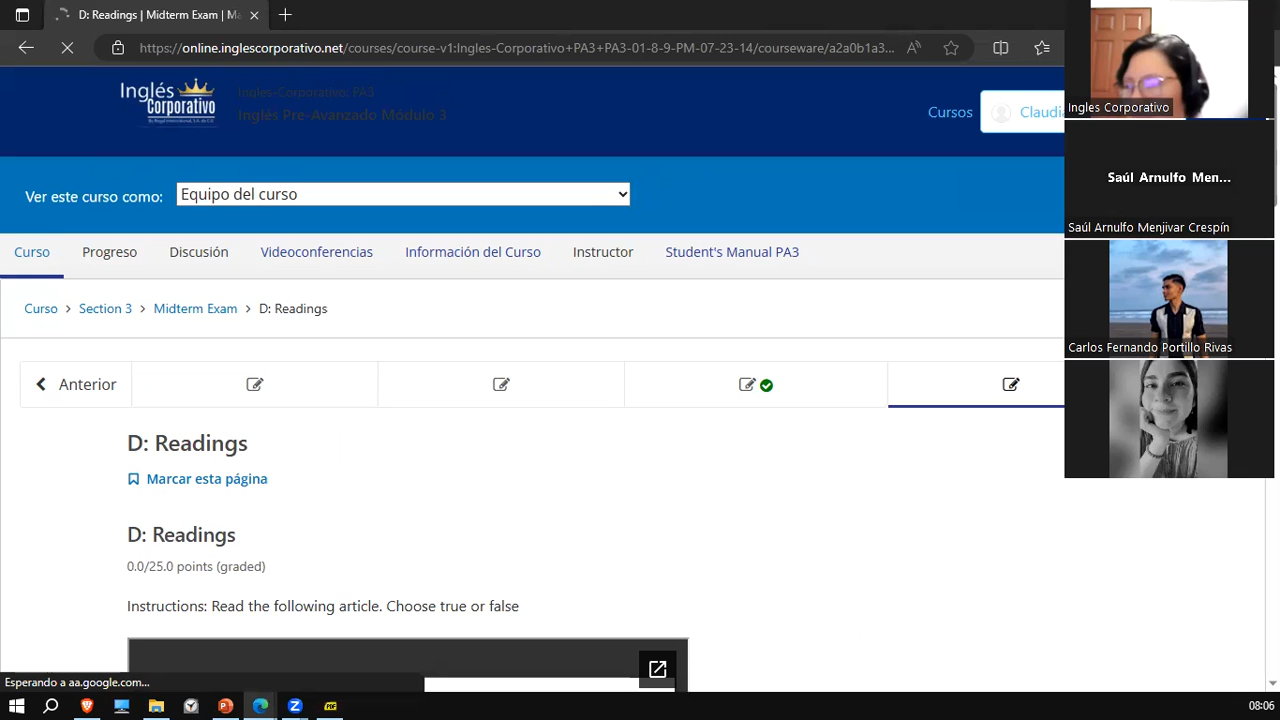 D: Readings | Midterm Exam | M
https://online.inglescorporativo.net/courses/course-v1:Ingles-Corporativo+PA3+PA3-01-8-9-PM-07-23-14/courseware/a2a0b1a3...
Inglés
Corporativo
Ingles-Corporativo: PA3
Inglés Pre-Avanzado Módulo 3
Cursos
Claudia
Ver este curso como:
Equipo del curso
Curso
Progreso
Discusión
Videoconferencias
Información del Curso
Instructor
Student's Manual PA3
Curso > Section 3 > Midterm Exam > D: Readings
Anterior
D: Readings
Marcar esta página
D: Readings
0.0/25.0 points (graded)
Instructions: Read the following article. Choose true or false
Esperando a aa.google.com...
08:06
Ingles Corporativo
Saúl Arnulfo Men...
Saúl Arnulfo Menjivar Crespín
Carlos Fernando Portillo Rivas